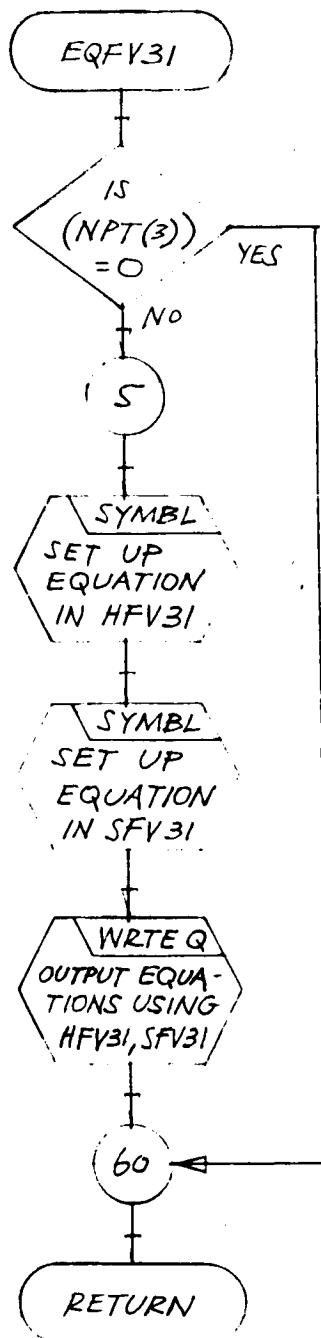 EQFV31
IS
(NPT(3))
=0
YES
NO
5
SYMBL
SET UP
EQUATION
IN HFV31
SYMBL
SET UP
EQUATION
IN SFV31
WRTE Q
OUTPUT EQUA-
TIONS USING
HFV31, SFV31
60
RETURN